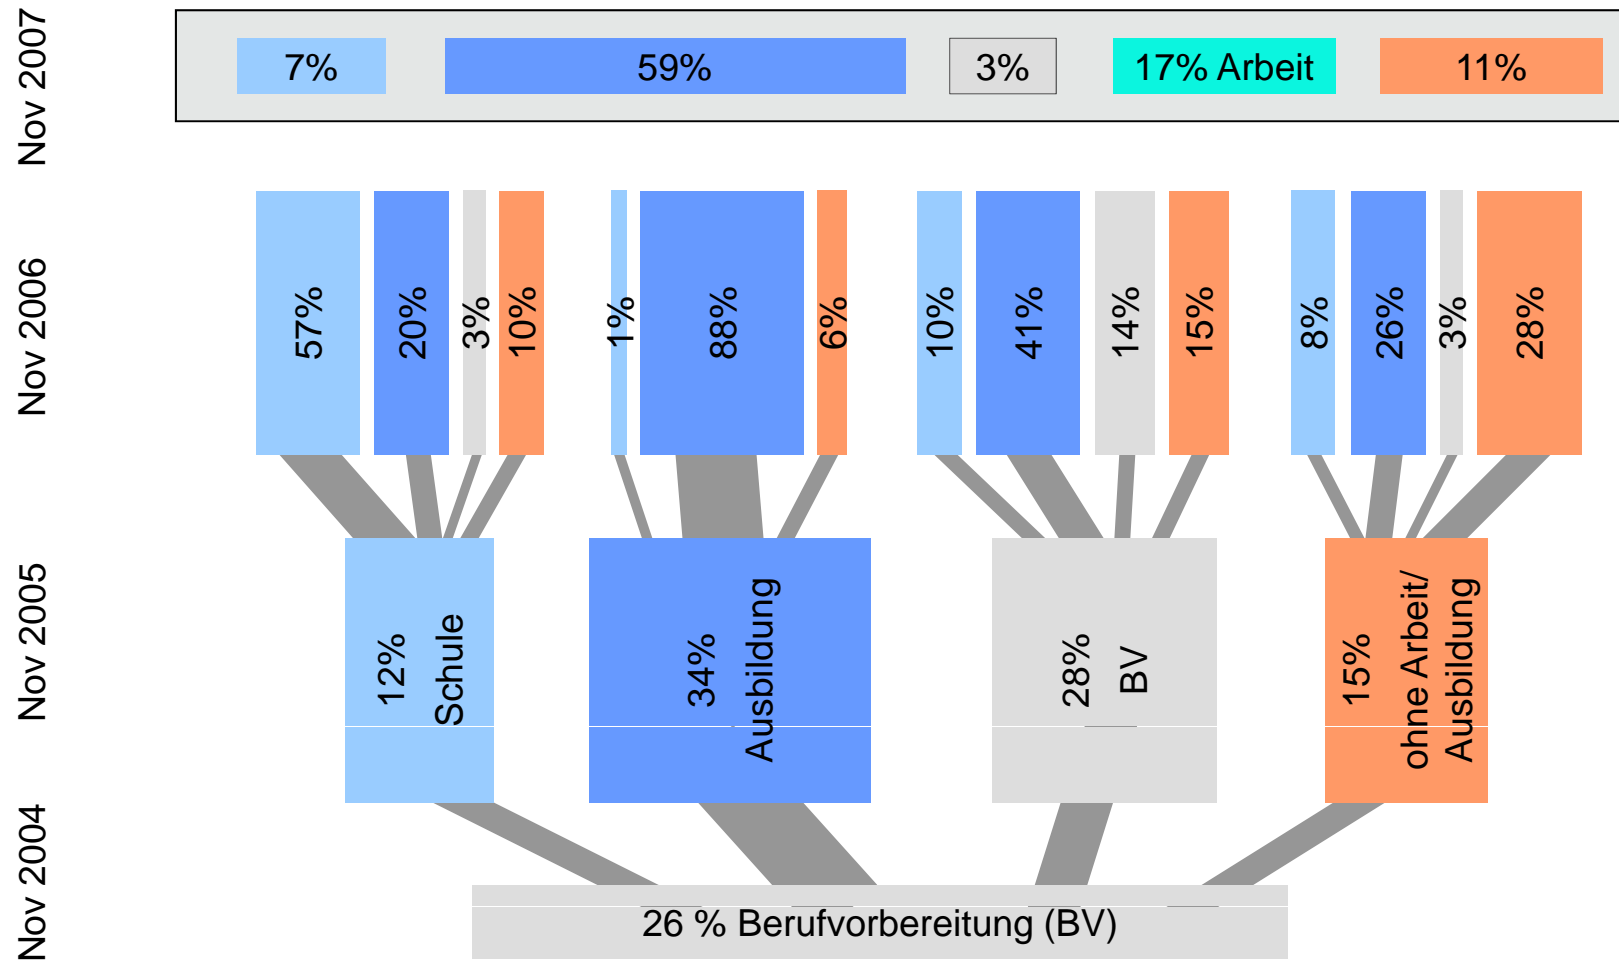 Nov 2007
7%
59%
3%
17% Arbeit
11%
Nov 2006
57%
20%
3%
10%
1%
88%
6%
10%
41%
14%
15%
8%
26%
3%
28%
Nov 2005
12%
Schule
34%
Ausbildung
28%
BV
15%
ohne Arbeit/
Ausbildung
Nov 2004
26 % Berufvorbereitung (BV)